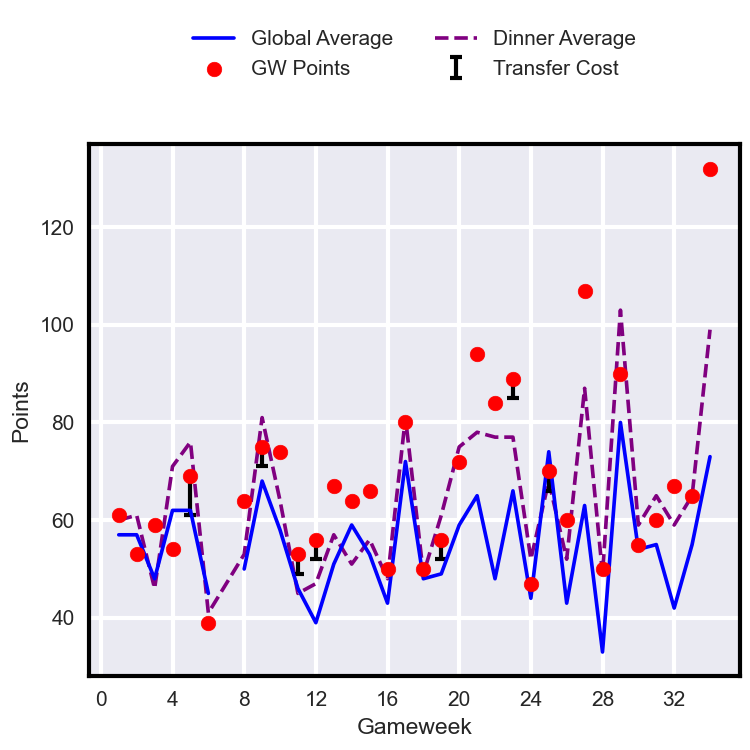 Global Average
Dinner Average
GW Points
Transfer Cost
120
100
80
60
40
Points
0 4 8 12 16 20 24 28 32
Gameweek